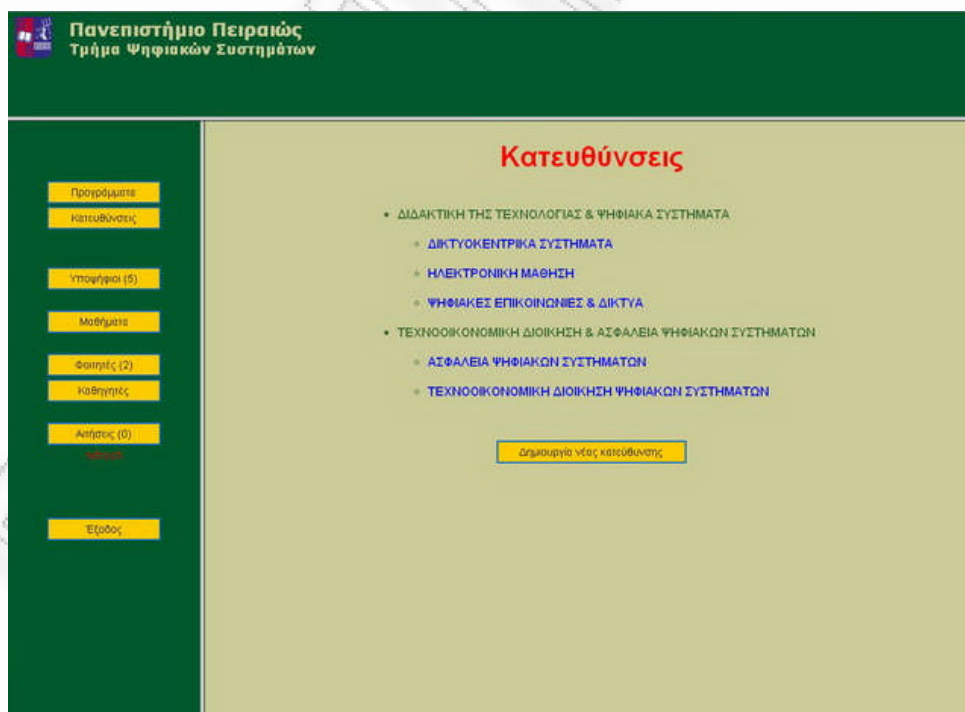 Πανεπιστήμιο Πειραιώς
Τμήμα Ψηφιακών Συστημάτων
Προγράμματα
Κατευθύνσεις
Υποψήφιοι (5)
Μαθήματα
Φοιτητές (2)
Καθηγητές
Αιτήσεις (0)
Έξοδος
Κατευθύνσεις
ΔΙΔΑΚΤΙΚΗ ΤΗΣ ΤΕΧΝΟΛΟΓΙΑΣ & ΨΗΦΙΑΚΑ ΣΥΣΤΗΜΑΤΑ
ΔΙΚΤΥΟΚΕΝΤΡΙΚΑ ΣΥΣΤΗΜΑΤΑ
ΗΛΕΚΤΡΟΝΙΚΗ ΜΑΘΗΣΗ
ΨΗΦΙΑΚΕΣ ΕΠΙΚΟΙΝΩΝΙΕΣ & ΔΙΚΤΥΑ
ΤΕΧΝΟΟΙΚΟΝΟΜΙΚΗ ΔΙΟΙΚΗΣΗ & ΑΣΦΑΛΕΙΑ ΨΗΦΙΑΚΩΝ ΣΥΣΤΗΜΑΤΩΝ
ΑΣΦΑΛΕΙΑ ΨΗΦΙΑΚΩΝ ΣΥΣΤΗΜΑΤΩΝ
ΤΕΧΝΟΟΙΚΟΝΟΜΙΚΗ ΔΙΟΙΚΗΣΗ ΨΗΦΙΑΚΩΝ ΣΥΣΤΗΜΑΤΩΝ
Δημιουργία νέας κατεύθυνσης